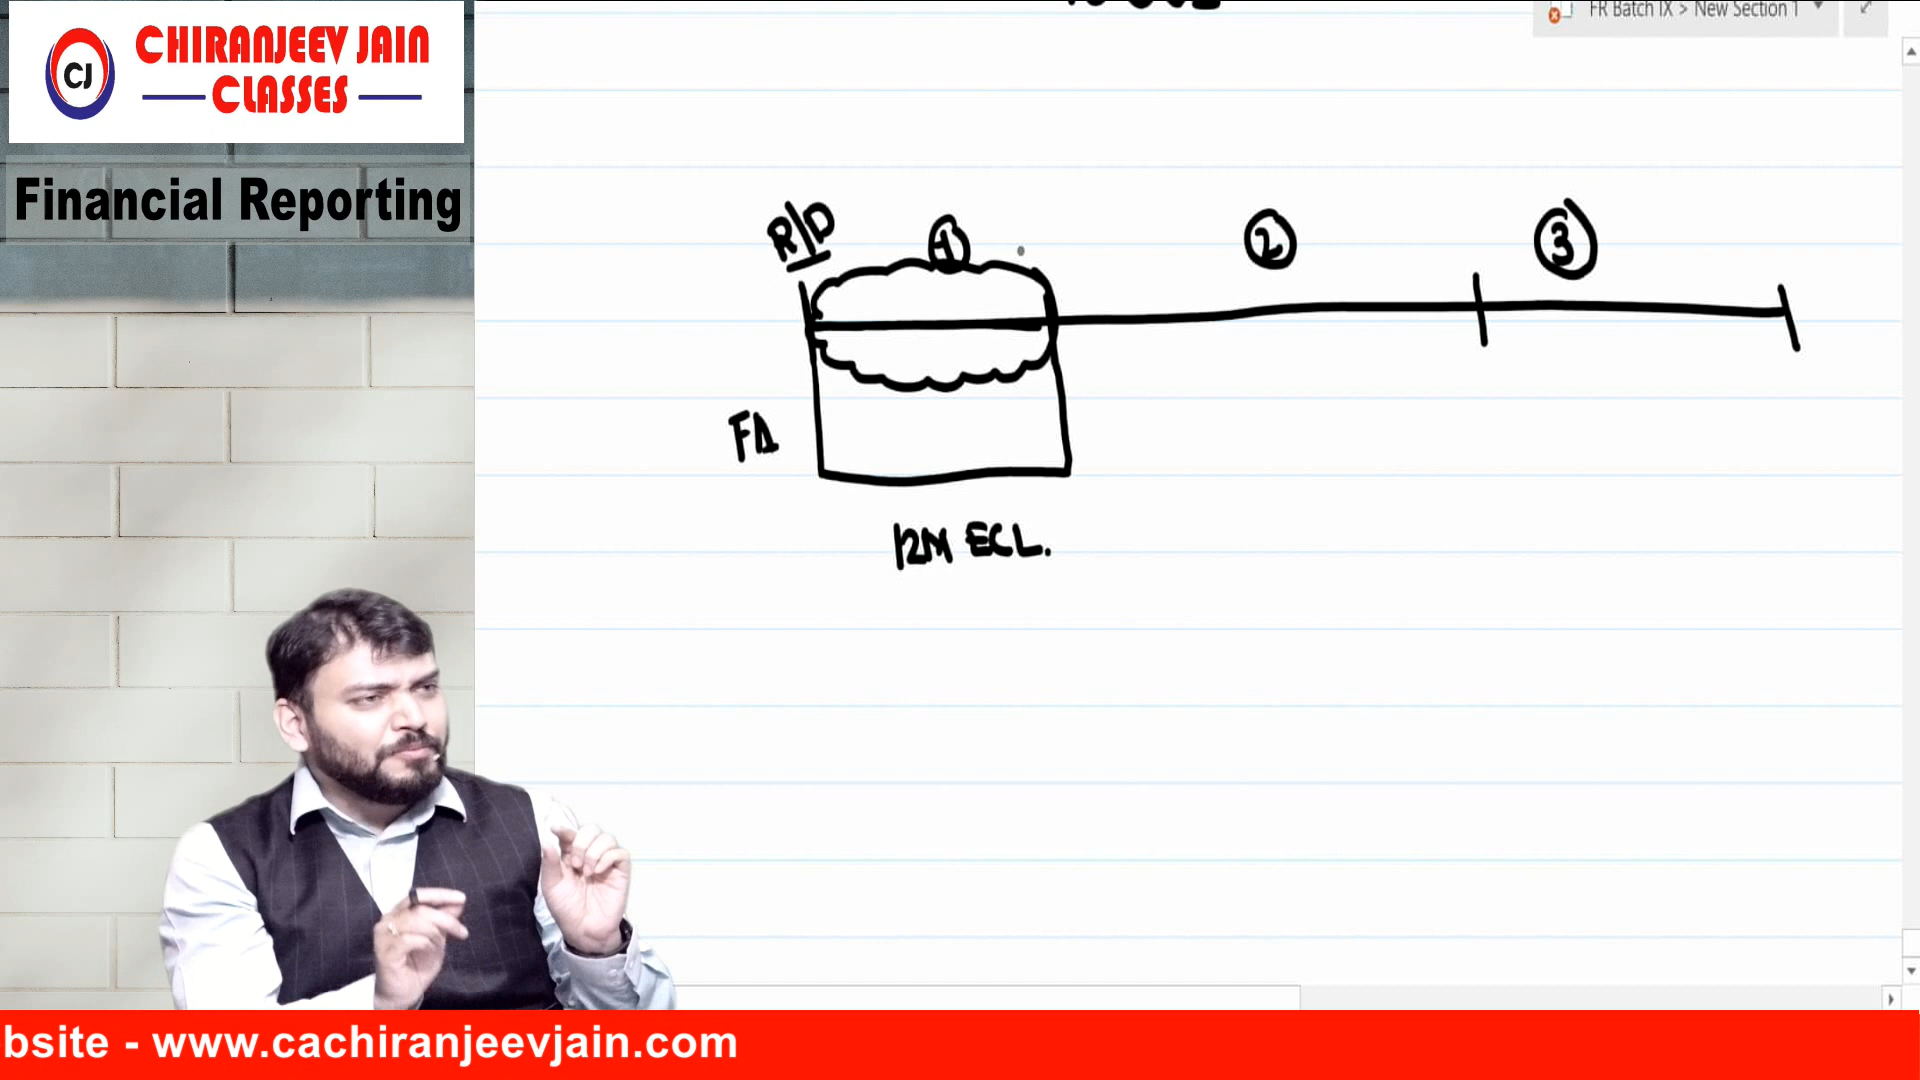 CHIRANJEEV JAIN
CJ
CLASSES
FR Batch IX > New Section 1
Financial Reporting
R/D
1
2
3
FA
12M ECL.
bsite - www.cachiranjeevjain.com